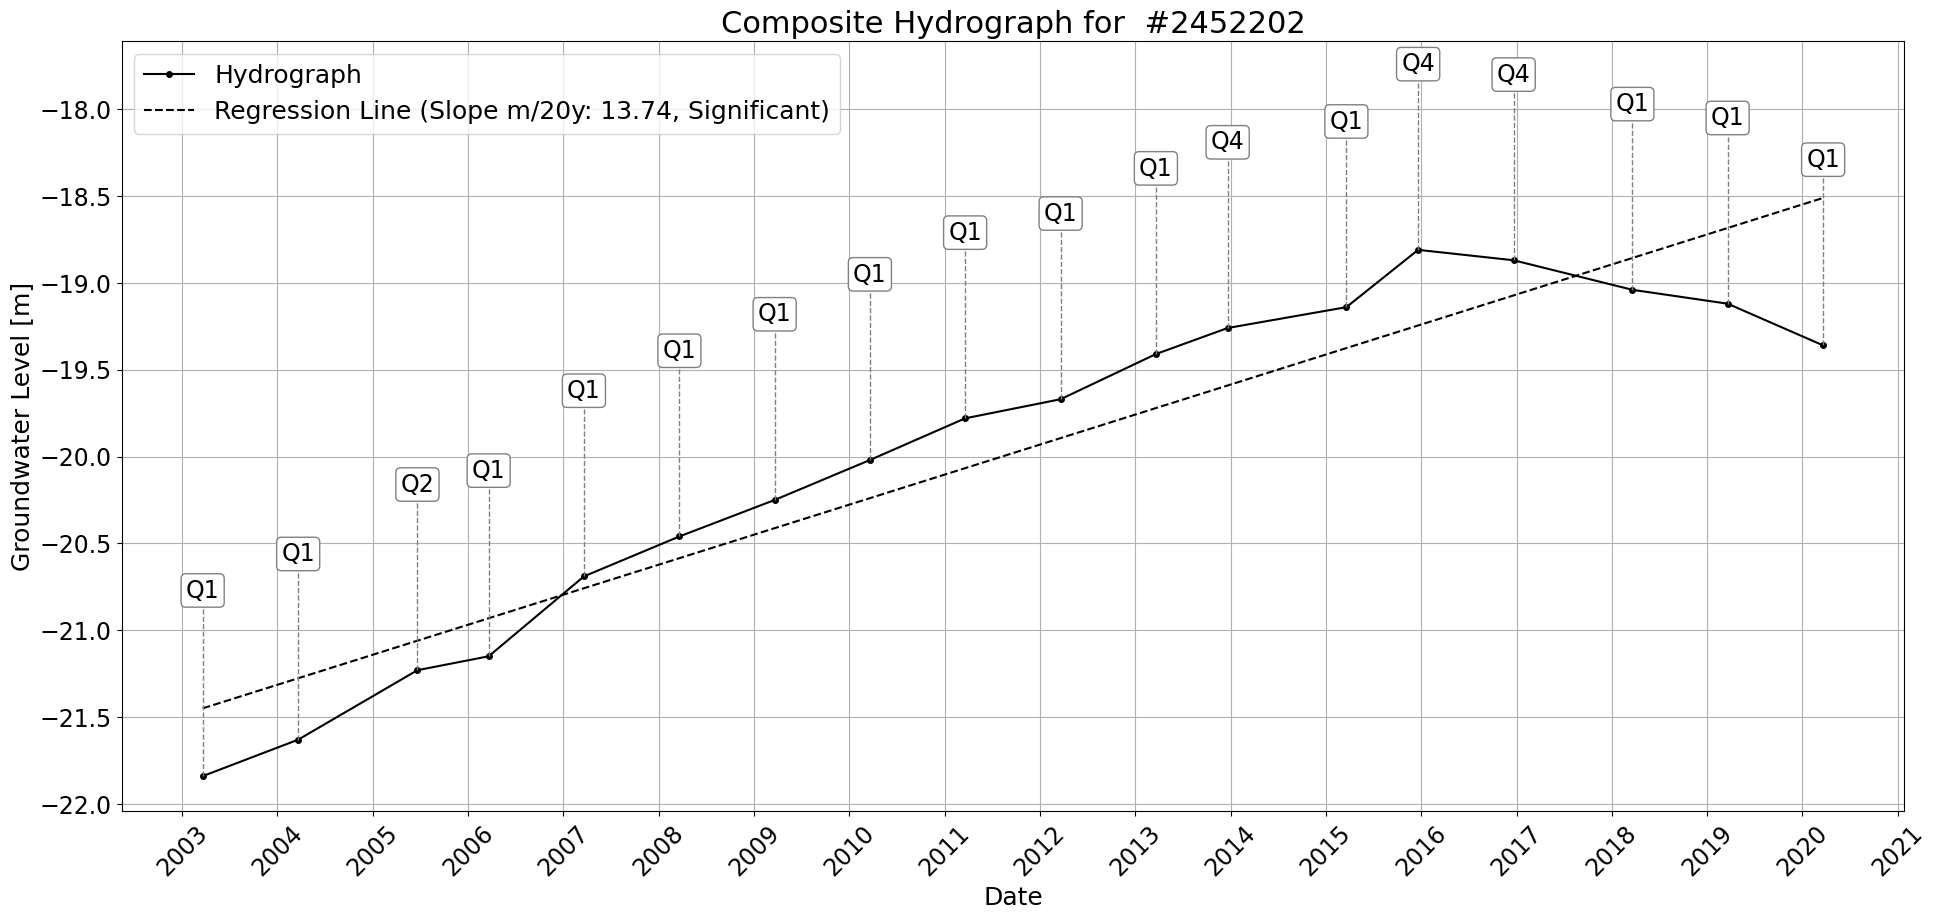 Composite Hydrograph for  #2452202
Hydrograph
Regression Line (Slope m/20y: 13.74, Significant)
Q4
Q4
Q1
Q1
Q1
Q4
Q1
Q1
Q1
Q1
Q1
Q1
Q1
Q1
Q1
Q2
Q1
Q1
Q1
Groundwater Level [m]
−18.0
−18.5
−19.0
−19.5
−20.0
−20.5
−21.0
−21.5
−22.0
2003 2004 2005 2006 2007 2008 2009 2010 2011 2012 2013 2014 2015 2016 2017 2018 2019 2020 2021
Date